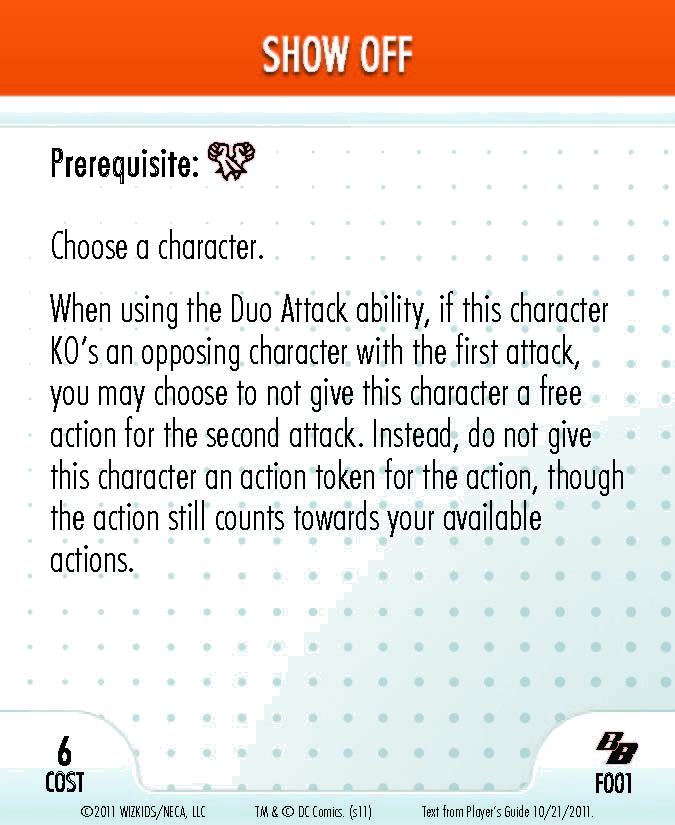 SHOW OFF
Prerequisite:
Choose a character.
When using the Duo Attack ability, if this character
KO's an opposing character with the first attack,
you may choose to not give this character a free
action for the second attack. Instead, do not give
this character an action token for the action, though
the action still counts towards your available
actions.
6
COST
BB
F001
©2011 WIZKIDS/NECA, LLC TM & © DC Comics. (s11) Text from Player's Guide 10/21/2011.